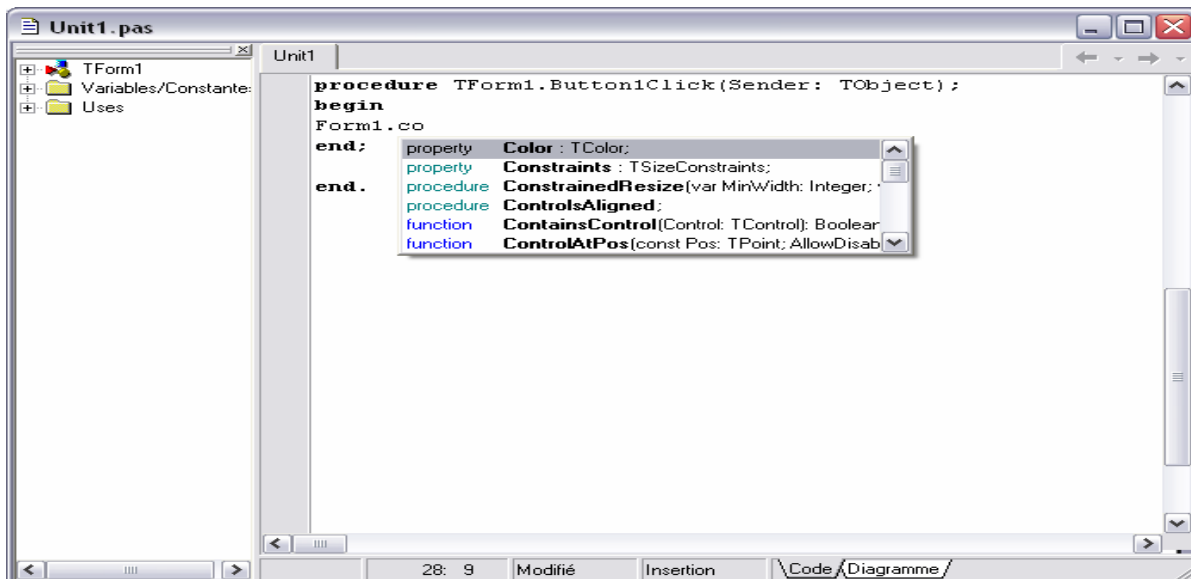 Unit1.pas
TForm1
Variables/Constante
Uses
Unit1
procedure TForm1.Button1Click(Sender: TObject);
begin
Form1.co
end;
end.
property Color : TColor;
property Constraints : TSizeConstraints;
procedure ConstrainedResize(var MinWidth: Integer;
procedure ControlsAligned;
function ContainsControl(Control: TControl): Boolean
function ControlAtPos(const Pos: TPoint; AllowDisab
28: 9 Modifié Insertion Code Diagramme